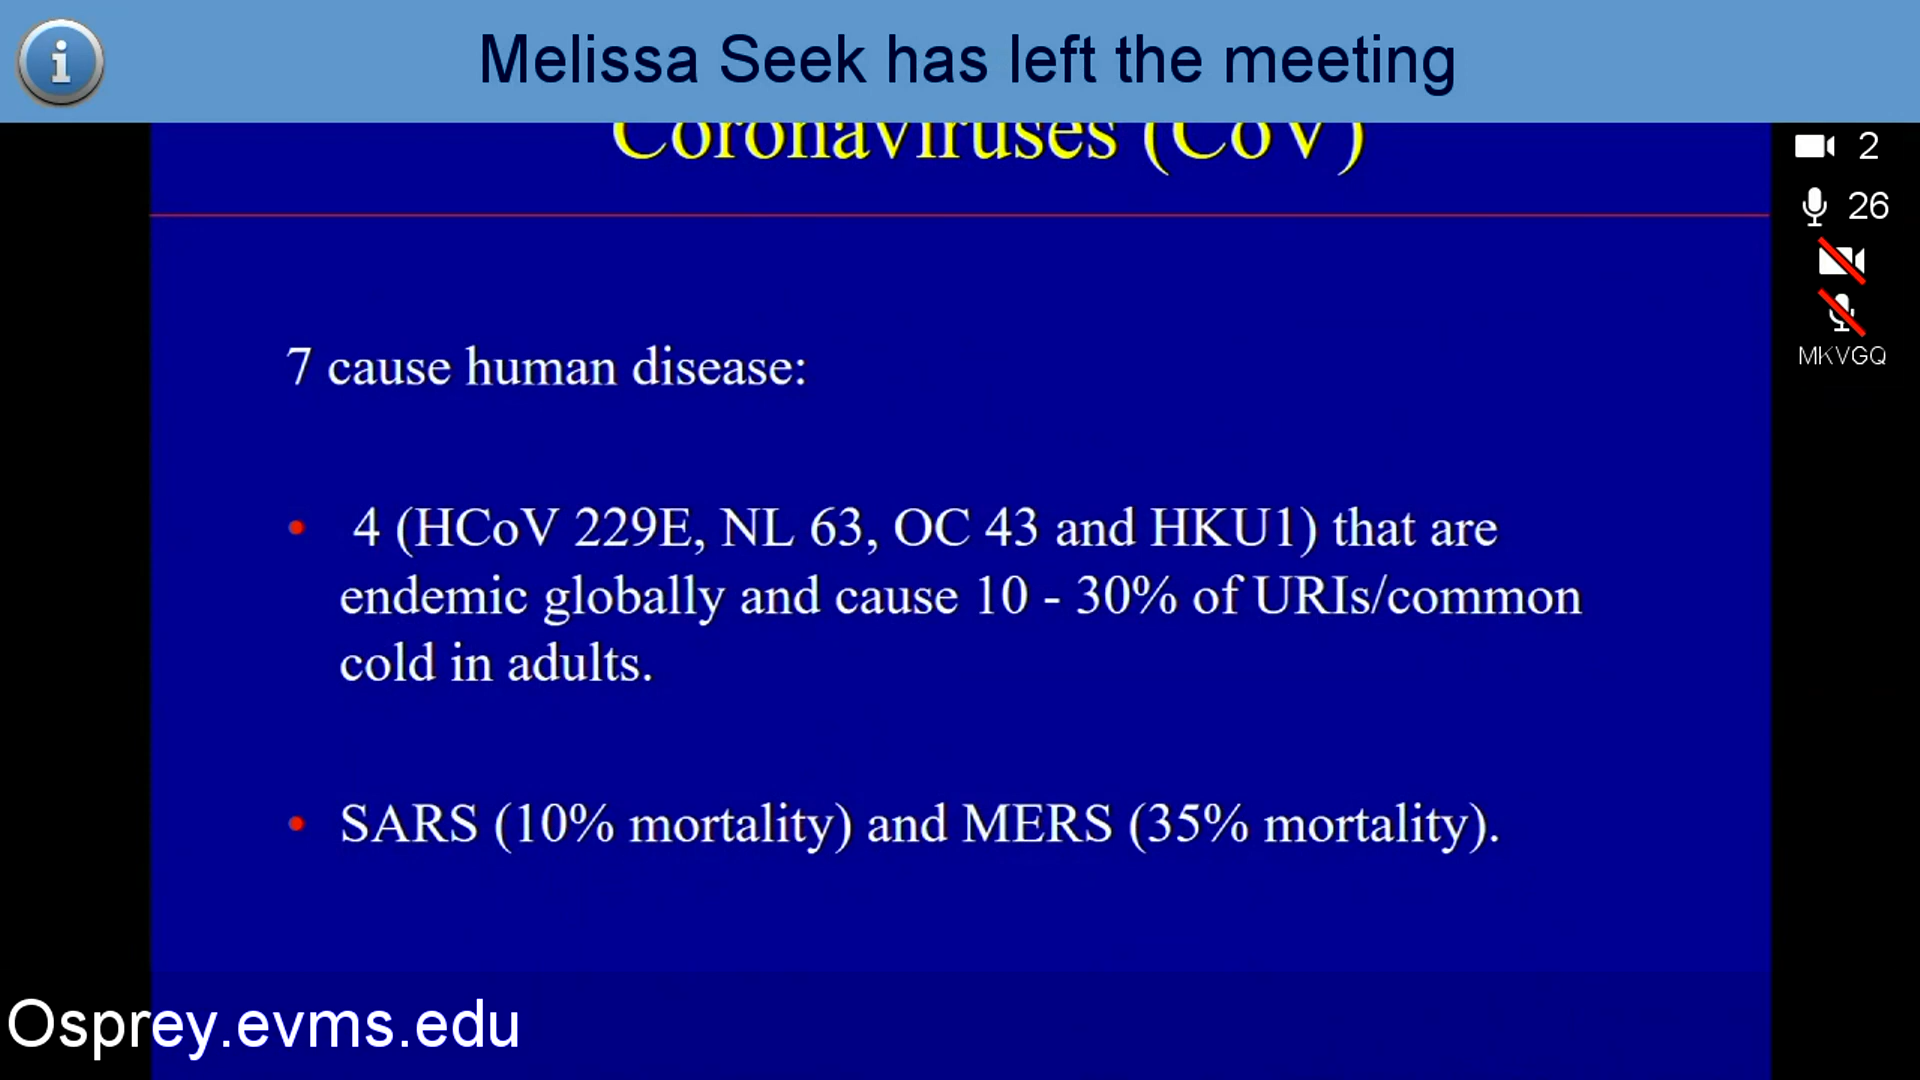 Melissa Seek has left the meeting
Coronaviruses (CoV)
2
26
MKVGQ
7 cause human disease:
• 4 (HCoV 229E, NL 63, OC 43 and HKU1) that are
endemic globally and cause 10 - 30% of URIs/common
cold in adults.
• SARS (10% mortality) and MERS (35% mortality).
Osprey.evms.edu